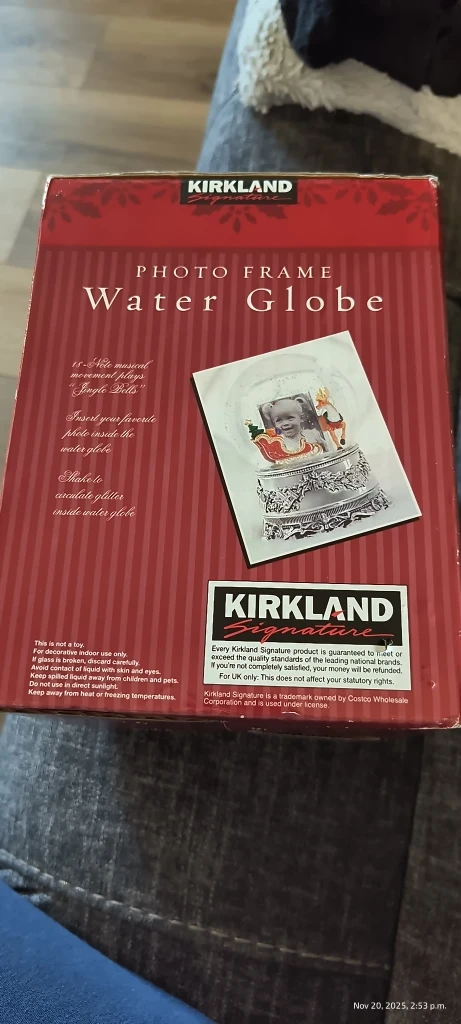 KIRKLAND
Signature
PHOTO FRAME
Water Globe
18-Note musical
movement plays
"Jingle Bells"
Insert your favorite
photo inside the
water globe
Shake to
circulate glitter
inside water globe
This is not a toy.
For decorative indoor use only.
If glass is broken, discard carefully.
Avoid contact of liquid with skin and eyes.
Keep spilled liquid away from children and pets.
Do not use in direct sunlight.
Keep away from heat or freezing temperatures.
KIRKLAND
Signature
Every Kirkland Signature product is guaranteed to meet or
exceed the quality standards of the leading national brands.
If you're not completely satisfied, your money will be refunded.
For UK only: This does not affect your statutory rights.
Kirkland Signature is a trademark owned by Costco Wholesale
Corporation and is used under license.
Nov 20, 2025, 2:53 p.m.